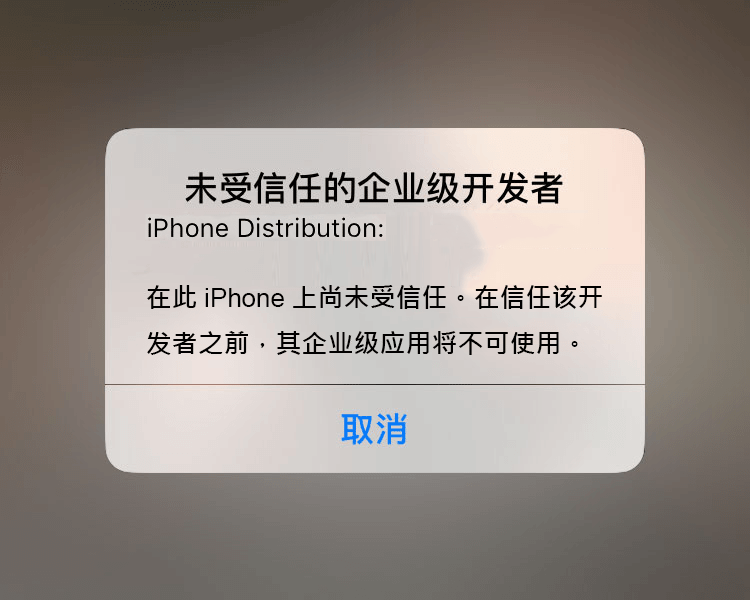 未受信任的企业级开发者
iPhone Distribution:
在此 iPhone 上尚未受信任。在信任该开
发者之前，其企业级应用将不可使用。
取消